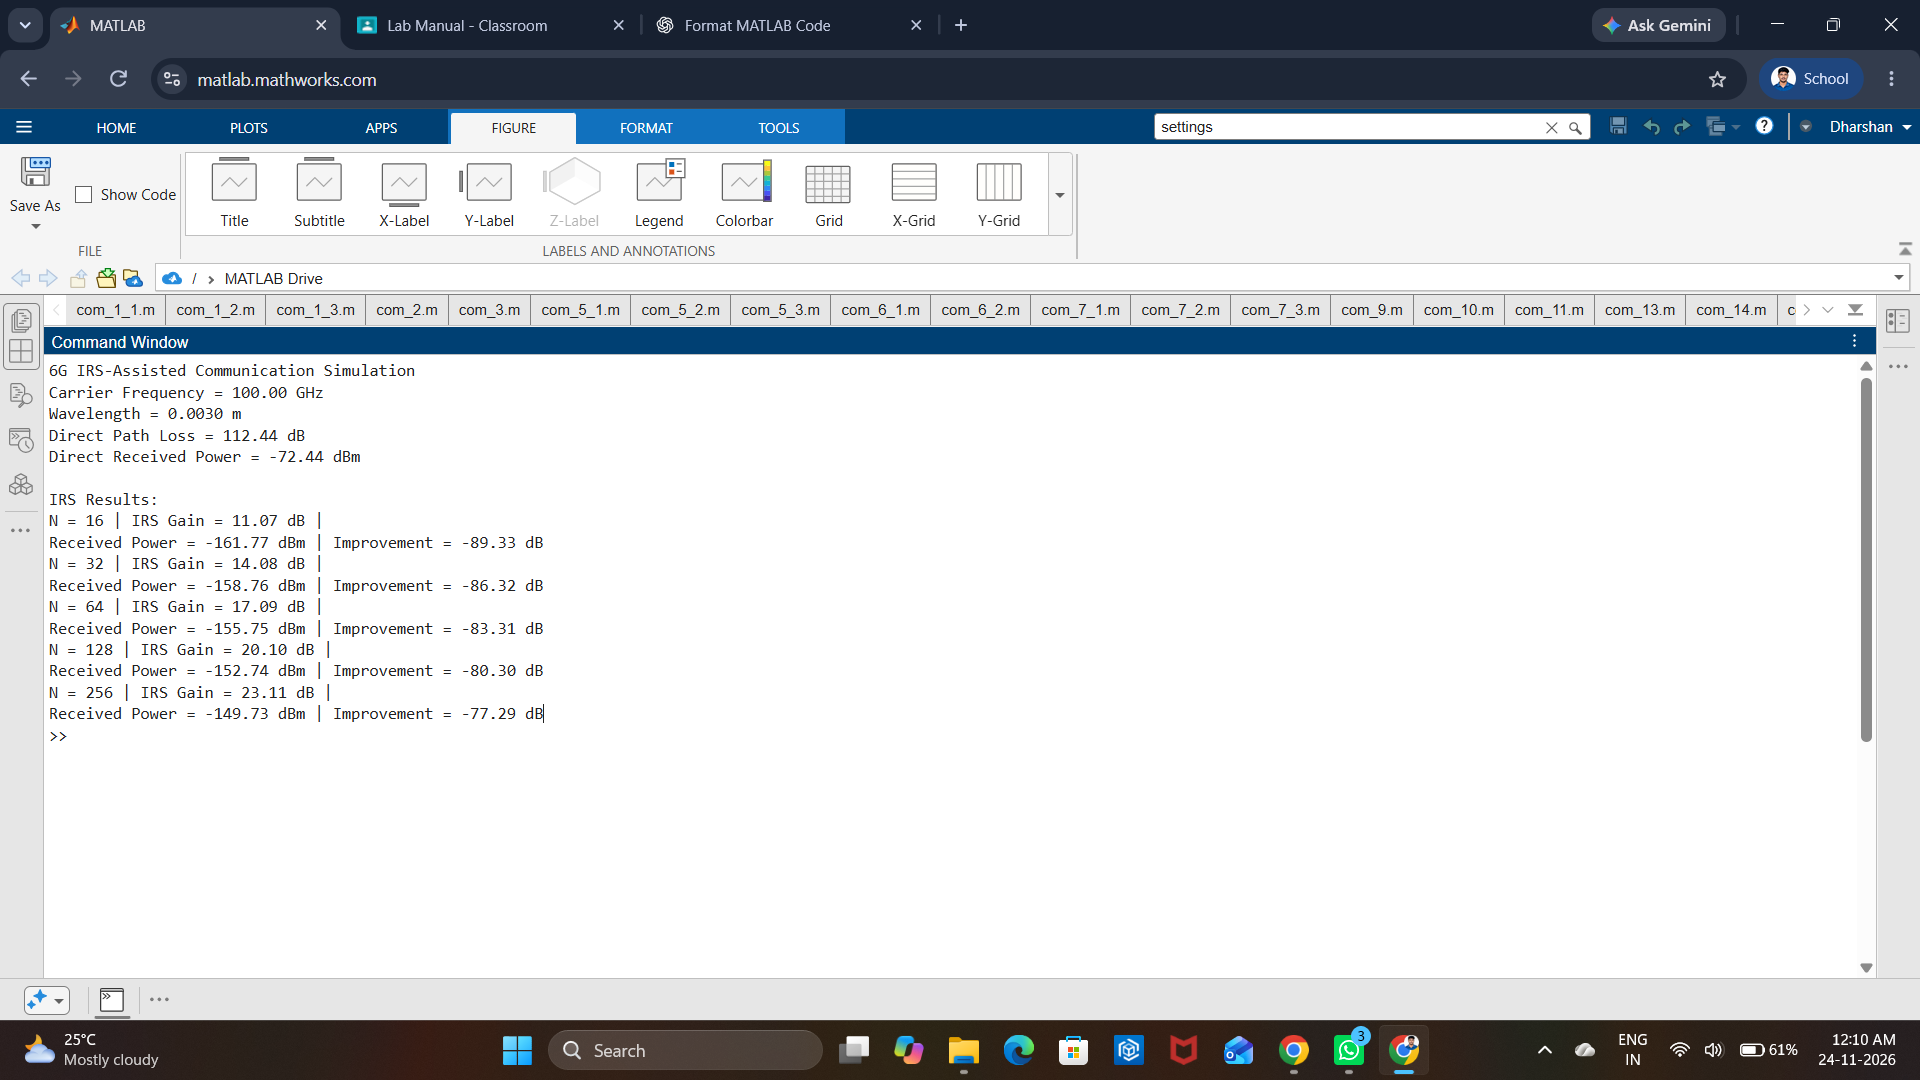 MATLAB
Lab Manual - Classroom
Format MATLAB Code
Ask Gemini
matlab.mathworks.com
School
HOME
PLOTS
APPS
FIGURE
FORMAT
TOOLS
settings
Dharshan
Save As
Show Code
Title
Subtitle
X-Label
Y-Label
Z-Label
Legend
Colorbar
Grid
X-Grid
Y-Grid
FILE
LABELS AND ANNOTATIONS
/ › MATLAB Drive
com_1_1.m
com_1_2.m
com_1_3.m
com_2.m
com_3.m
com_5_1.m
com_5_2.m
com_5_3.m
com_6_1.m
com_6_2.m
com_7_1.m
com_7_2.m
com_7_3.m
com_9.m
com_10.m
com_11.m
com_13.m
com_14.m
Command Window
6G IRS-Assisted Communication Simulation
Carrier Frequency = 100.00 GHz
Wavelength = 0.0030 m
Direct Path Loss = 112.44 dB
Direct Received Power = -72.44 dBm
IRS Results:
N = 16 | IRS Gain = 11.07 dB |
Received Power = -161.77 dBm | Improvement = -89.33 dB
N = 32 | IRS Gain = 14.08 dB |
Received Power = -158.76 dBm | Improvement = -86.32 dB
N = 64 | IRS Gain = 17.09 dB |
Received Power = -155.75 dBm | Improvement = -83.31 dB
N = 128 | IRS Gain = 20.10 dB |
Received Power = -152.74 dBm | Improvement = -80.30 dB
N = 256 | IRS Gain = 23.11 dB |
Received Power = -149.73 dBm | Improvement = -77.29 dB
>>
25°C
Mostly cloudy
Search
3
ENG
IN
61%
12:10 AM
24-11-2026